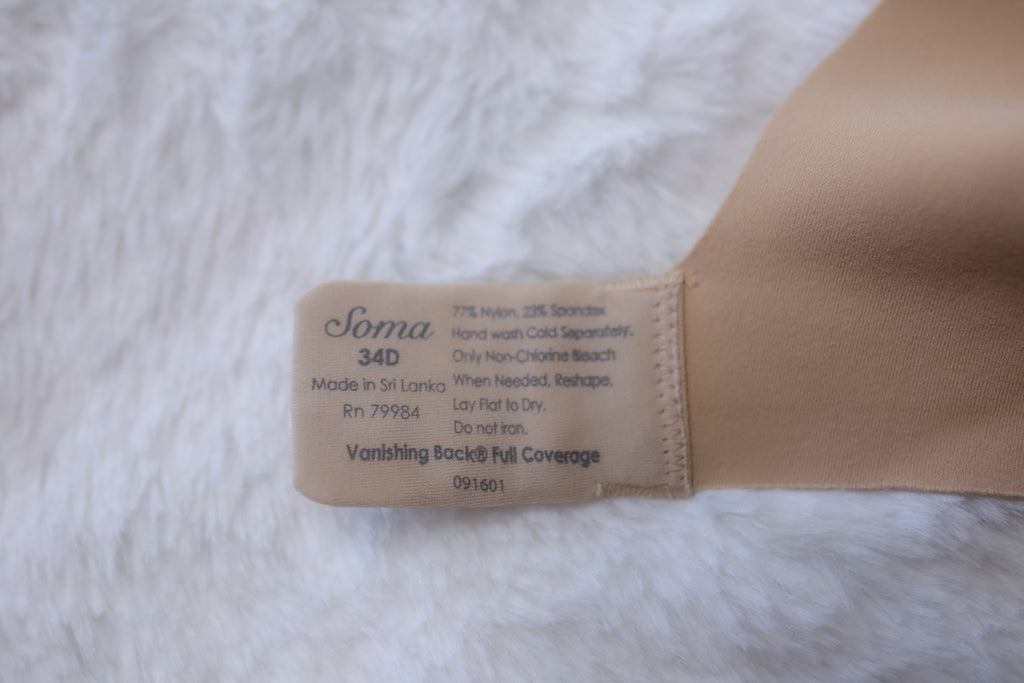 Soma
34D
Made in Sri Lanka
Rn 79984
77% Nylon, 23% Spandex
Hand wash Cold Separately.
Only Non-Chlorine Bleach
When Needed, Reshape.
Lay Flat to Dry.
Do not iron.
Vanishing Back® Full Coverage
091601